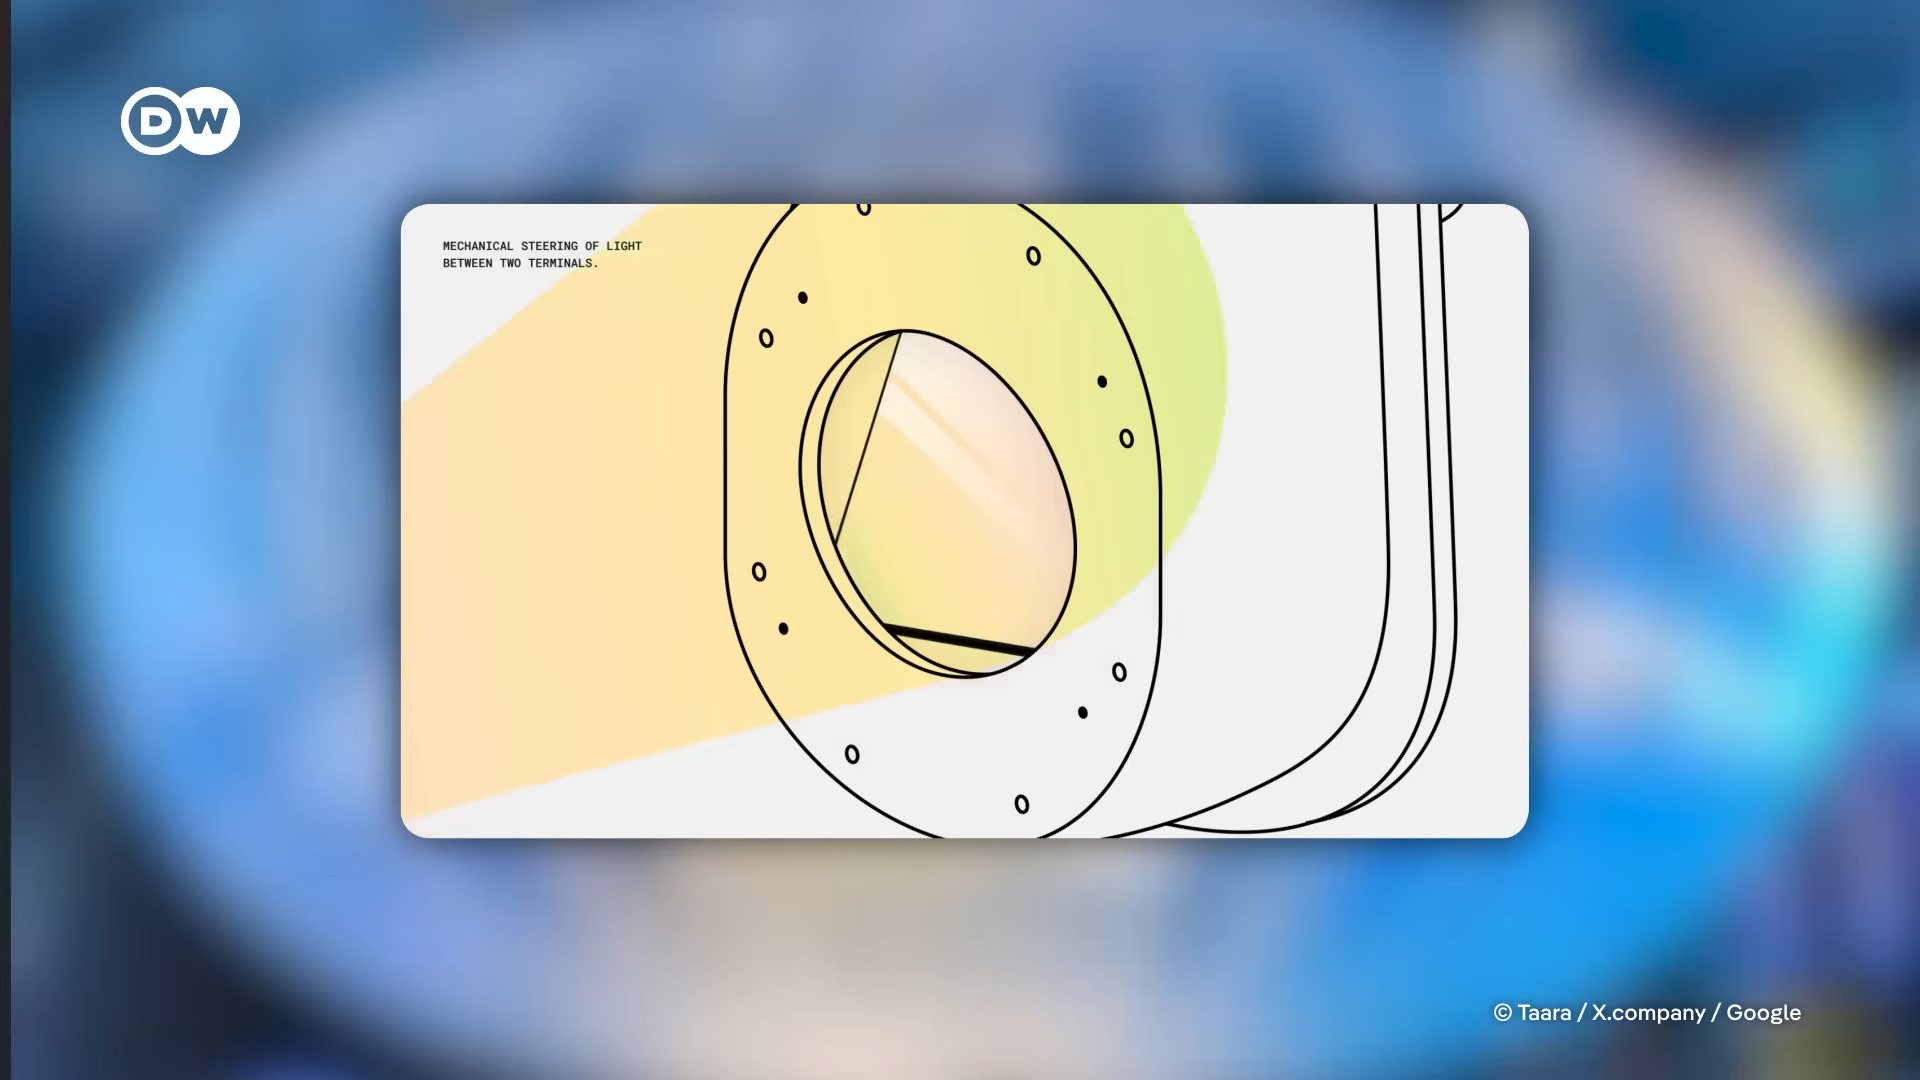 DW
MECHANICAL STEERING OF LIGHT
BETWEEN TWO TERMINALS.
© Taara / X.company / Google